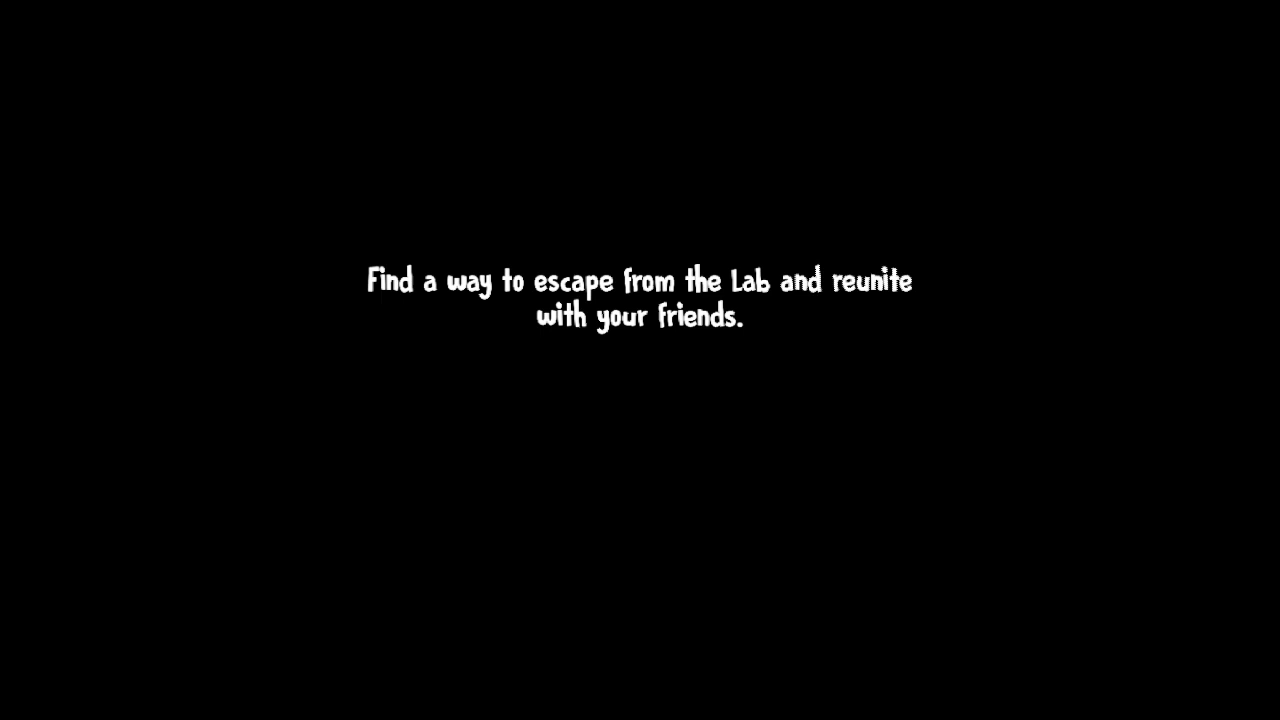 Find a way to escape from the Lab and reunite
with your friends.